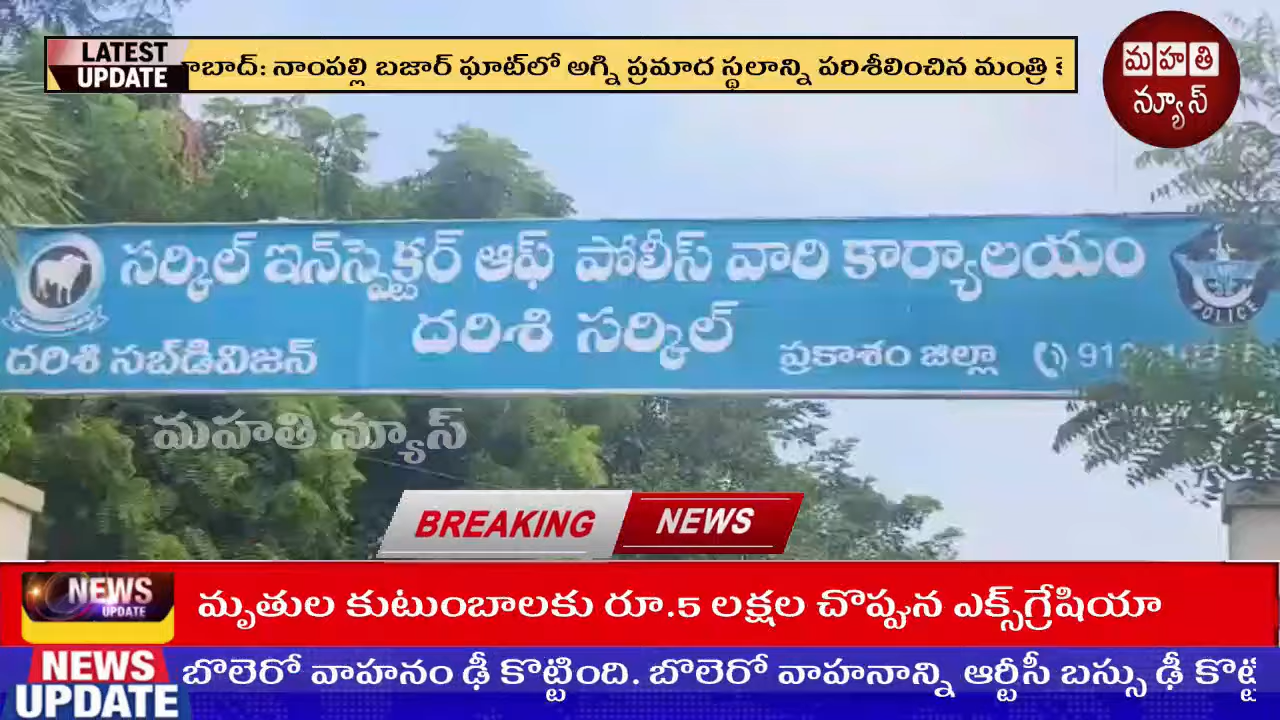 LATEST
UPDATE
నాంపల్లి బజార్ ఘాట్‌లో అగ్ని ప్రమాద స్థలాన్ని పరిశీలించిన మంత్రి
మహతి
న్యూస్
సర్కిల్ ఇన్‌స్పెక్టర్ ఆఫ్ పోలీస్ వారి కార్యాలయం
దరిశి సర్కిల్
దరిశి సబ్‌డివిజన్
ప్రకాశం జిల్లా
POLICE
మహతి న్యూస్
BREAKING NEWS
NEWS
UPDATE
మృతుల కుటుంబాలకు రూ.5 లక్షల చొప్పున ఎక్స్‌గ్రేషియా
NEWS
UPDATE
బొలెరో వాహనం ఢీ కొట్టింది. బొలెరో వాహనాన్ని ఆర్టీసీ బస్సు ఢీ